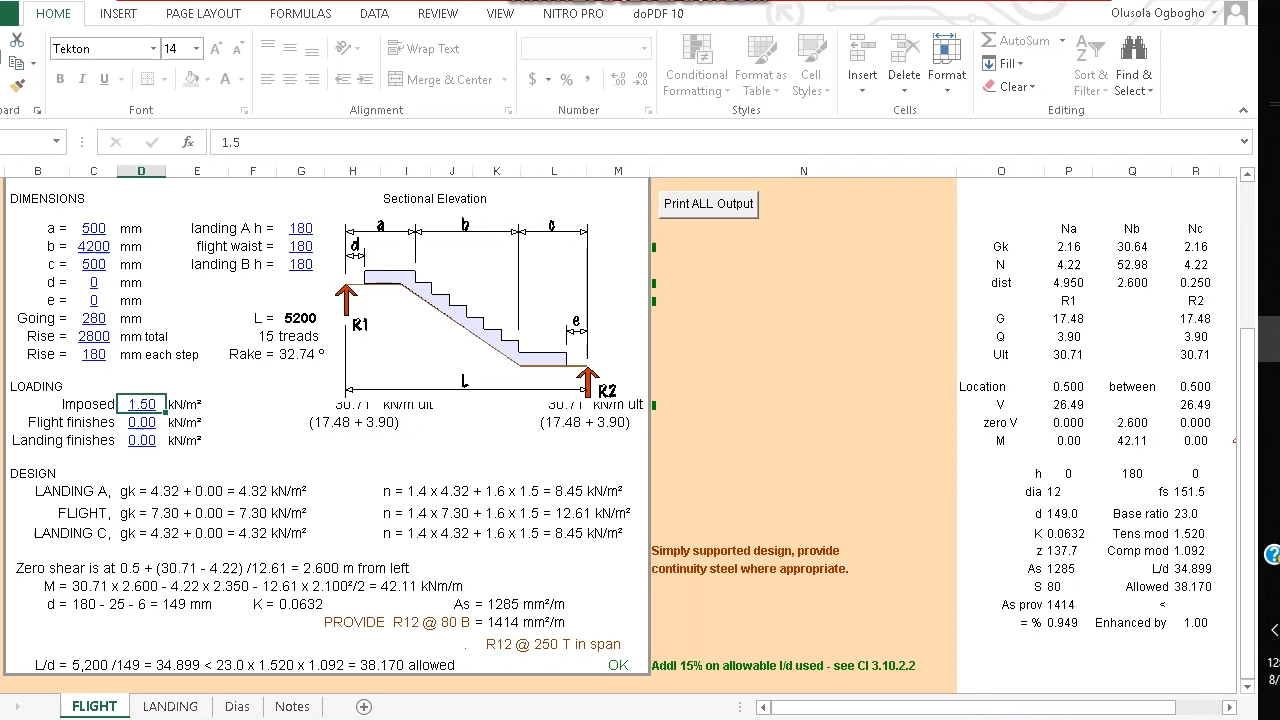 HOME INSERT PAGE LAYOUT FORMULAS DATA REVIEW VIEW NITRO PRO doPDF 10 Olusola Ogbogho
Tekton 14 A A Wrap Text AutoSum
B I U A Merge & Center $ % , Conditional Formatting Format as Table Cell Styles Insert Delete Format Fill Clear Sort & Filter Find & Select
Font Alignment Number Styles Cells Editing
fx 1.5
B C D E F G H I J K L M N O P Q R
DIMENSIONS Sectional Elevation Print ALL Output
a = 500 mm landing A h = 180 a b c Na Nb Nc
b = 4200 mm flight waist = 180 d Gk 2.16 30.64 2.16
c = 500 mm landing B h = 180 N 4.22 52.98 4.22
d = 0 mm dist 4.950 2.600 0.250
e = 0 mm R1 R2
Going = 280 mm L = 5200 R1 e G 17.48 17.48
Rise = 2800 mm total 15 treads Q 3.90 3.90
Rise = 180 mm each step Rake = 32.74 º Ult 30.71 30.71
LOADING L R2 Location 0.500 between 0.500
Imposed 1.50 kN/m² 30.71 kN/m ult 30.71 kN/m ult V 26.49 26.49
Flight finishes 0.00 kN/m² (17.48 + 3.90) (17.48 + 3.90) zero V 0.000 2.600 0.000
Landing finishes 0.00 kN/m² M 0.00 42.11 0.00
DESIGN h 0 180 0
LANDING A, gk = 4.32 + 0.00 = 4.32 kN/m² n = 1.4 x 4.32 + 1.6 x 1.5 = 8.45 kN/m² dia 12 fs 151.5
FLIGHT, gk = 7.30 + 0.00 = 7.30 kN/m² n = 1.4 x 7.30 + 1.6 x 1.5 = 12.61 kN/m² d 149.0 Base ratio 23.0
LANDING C, gk = 4.32 + 0.00 = 4.32 kN/m² n = 1.4 x 4.32 + 1.6 x 1.5 = 8.45 kN/m² K 0.0632 Tens mod 1.520
Simply supported design, provide z 137.7 Comp mod 1.092
Zero shear is at 0.5 + (30.71 - 4.22) /12.61 = 2.600 m from left continuity steel where appropriate. As 1285 L/d 34.899
M = 30.71 x 2.600 - 4.22 x 2.350 - 12.61 x 2.100²/2 = 42.11 kNm/m S 80 Allowed 38.170
d = 180 - 25 - 6 = 149 mm K = 0.0632 As = 1285 mm²/m As prov 1414 <
PROVIDE R12 @ 80 B = 1414 mm²/m = % 0.949 Enhanced by 1.00
. R12 @ 250 T in span
L/d = 5,200 /149 = 34.899 < 23.0 x 1.520 x 1.092 = 38.170 allowed OK Addl 15% on allowable l/d used - see Cl 3.10.2.2
FLIGHT LANDING Dias Notes